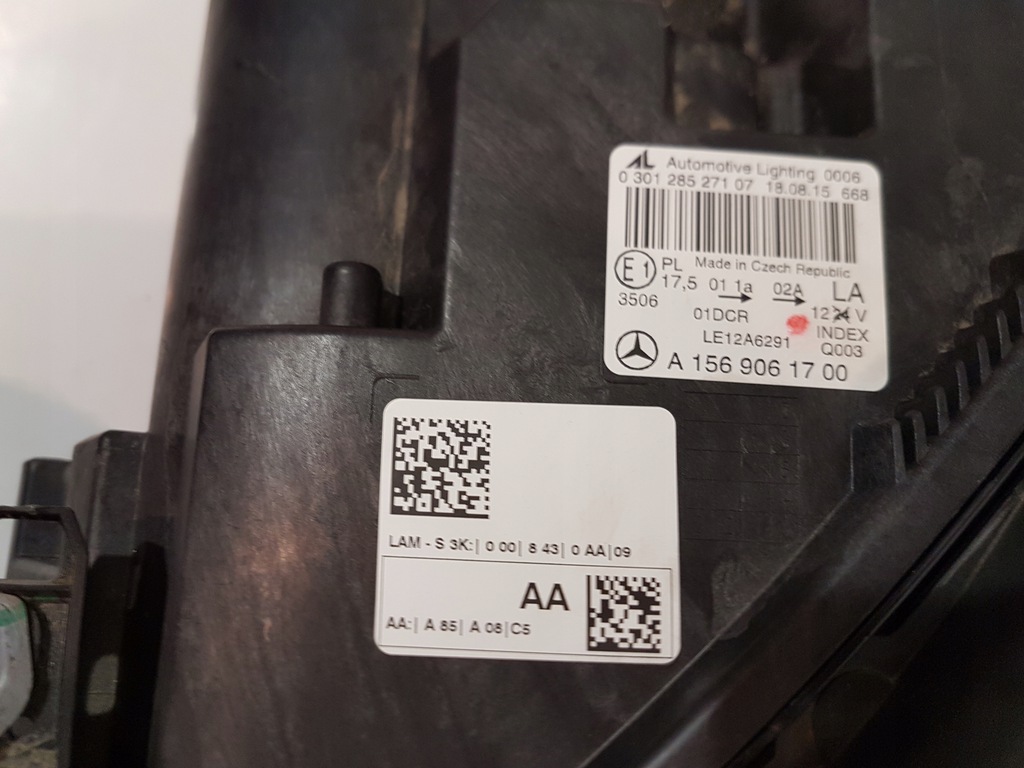 AL Automotive Lighting 0006
0 301 285 271 07 18.08.15 668
E1 PL Made in Czech Republic
17,5 01 1a 02A LA
3506 01DCR 1224 V
LE12A6291 INDEX
Q003
A 156 906 17 00
LAM - S 3K:| 0 00| 8 43| 0 AA|09
AA
AA:| A 85| A 08|C5